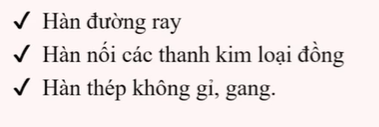 ✓ Hàn đường ray
✓ Hàn nối các thanh kim loại đồng
✓ Hàn thép không gỉ, gang.